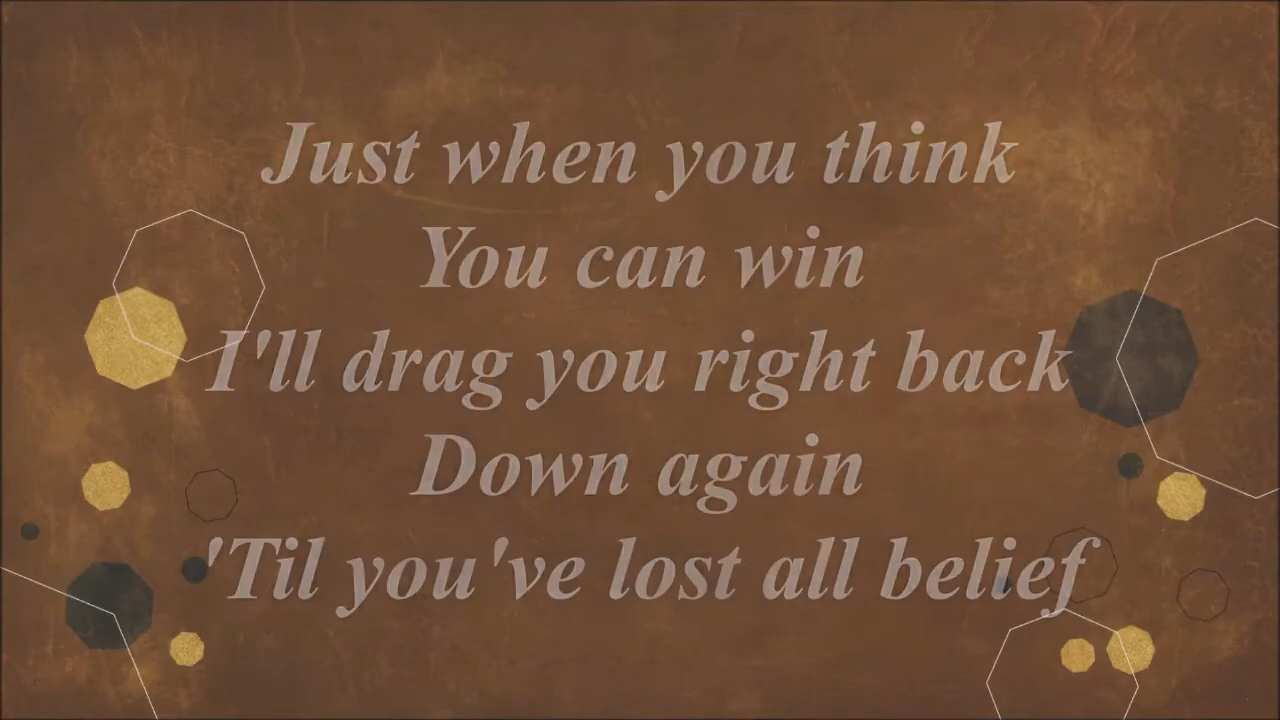 Just when you think
You can win
I'll drag you right back
Down again
'Til you've lost all belief